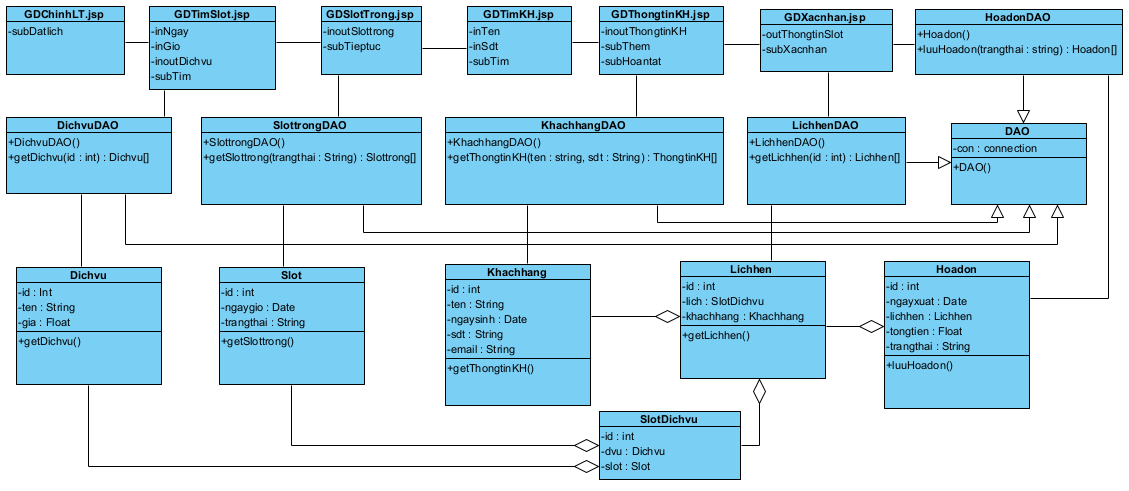 GDChinhLT.jsp
-subDatlich
GDTimSlot.jsp
-inNgay
-inGio
-inoutDichvu
-subTim
GDSlotTrong.jsp
-inoutSlottrong
-subTieptuc
GDTimKH.jsp
-inTen
-inSdt
-subTim
GDThongtinKH.jsp
-inoutThongtinKH
-subThem
-subHoantat
GDXacnhan.jsp
-outThongtinSlot
-subXacnhan
HoadonDAO
+Hoadon()
+luuHoadon(trangthai : string) : Hoadon[]
DichvuDAO
+DichvuDAO()
+getDichvu(id : int) : Dichvu[]
SlottrongDAO
+SlottrongDAO()
+getSlottrong(trangthai : String) : Slottrong[]
KhachhangDAO
+KhachhangDAO()
+getThongtinKH(ten : string, sdt : String) : ThongtinKH[]
LichhenDAO
+LichhenDAO()
+getLichhen(id : int) : Lichhen[]
DAO
-con : connection
+DAO()
Dichvu
-id : Int
-ten : String
-gia : Float
+getDichvu()
Slot
-id : int
-ngaygio : Date
-trangthai : String
+getSlottrong()
Khachhang
-id : int
-ten : String
-ngaysinh : Date
-sdt : String
-email : String
+getThongtinKH()
Lichhen
-id : int
-lich : SlotDichvu
-khachhang : Khachhang
+getLichhen()
Hoadon
-id : int
-ngayxuat : Date
-lichhen : Lichhen
-tongtien : Float
-trangthai : String
+luuHoadon()
SlotDichvu
-id : int
-dvu : Dichvu
-slot : Slot